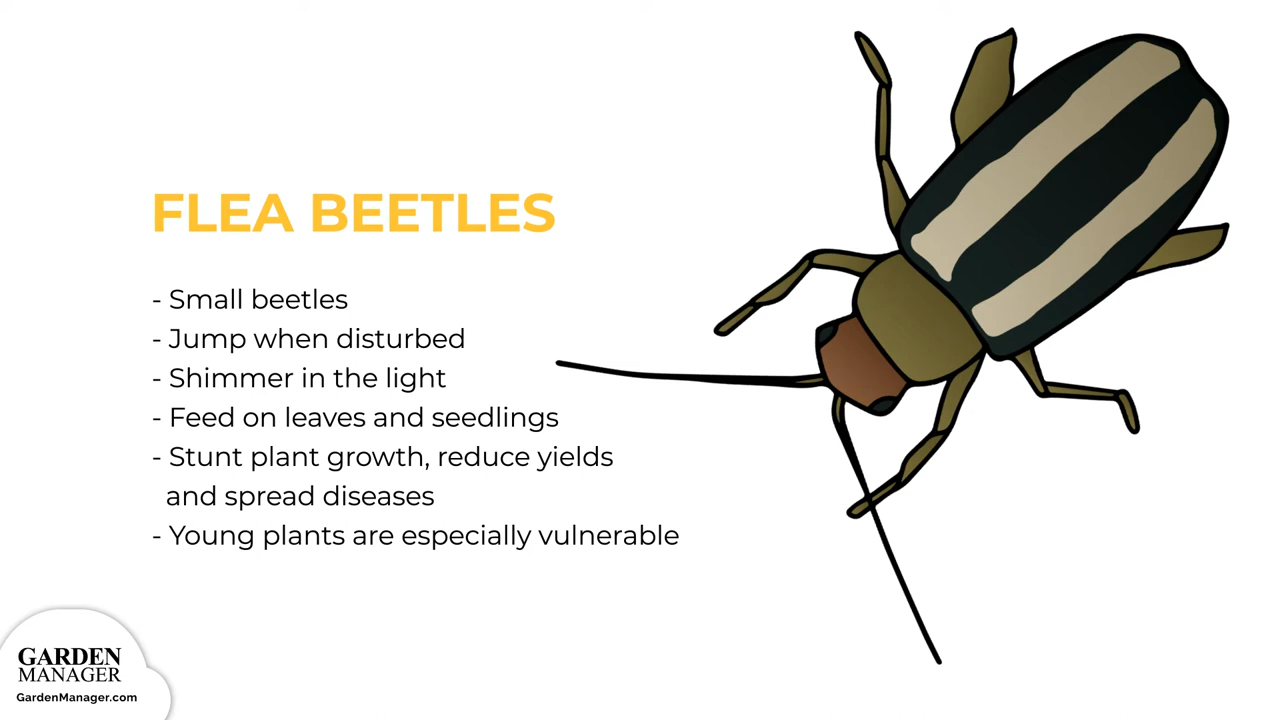 FLEA BEETLES
- Small beetles
- Jump when disturbed
- Shimmer in the light
- Feed on leaves and seedlings
- Stunt plant growth, reduce yields
and spread diseases
- Young plants are especially vulnerable
GARDEN
MANAGER
GardenManager.com